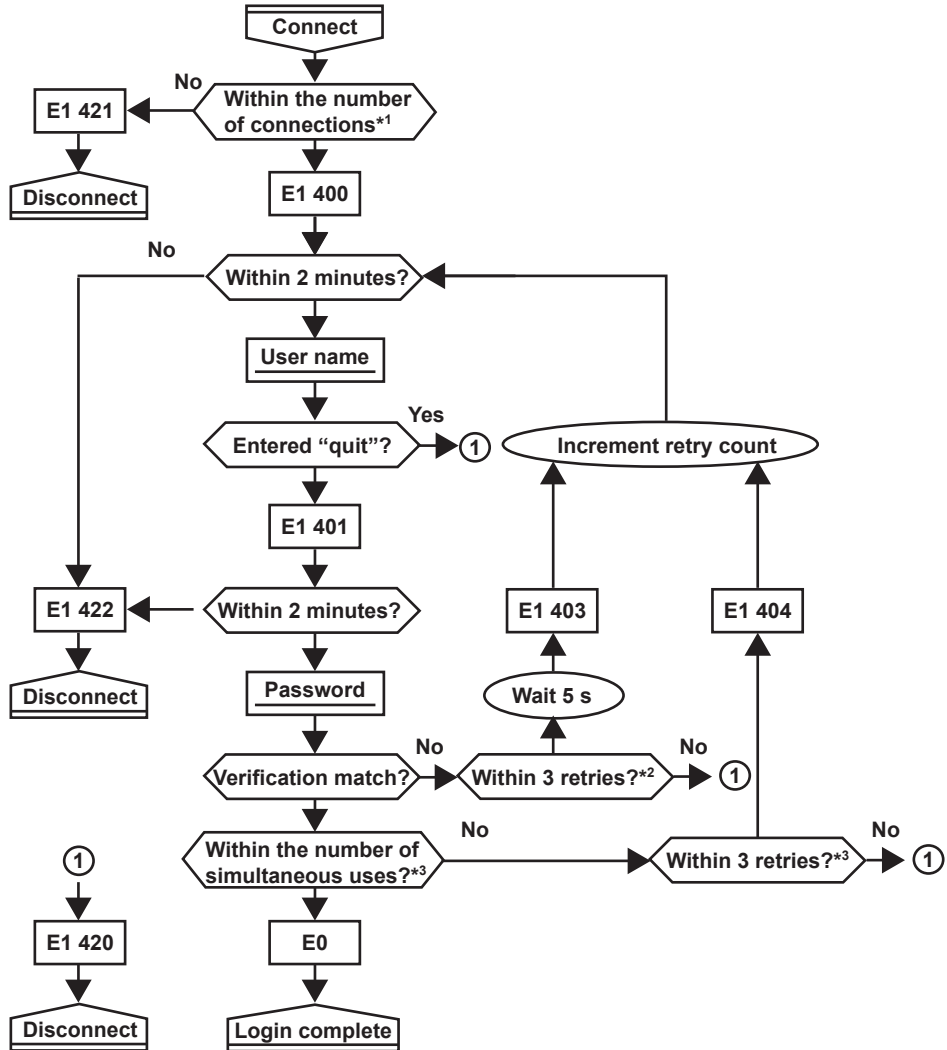 Connect
No
Within the number
of connections*1
E1 421
Disconnect
E1 400
No
Within 2 minutes?
User name
Yes
Entered “quit”?
1
Increment retry count
E1 401
E1 422
Within 2 minutes?
E1 403
E1 404
Disconnect
Password
Wait 5 s
No
No
Verification match?
Within 3 retries?*2
1
No
No
1
Within the number of
simultaneous uses?*3
Within 3 retries?*3
1
E1 420
E0
Disconnect
Login complete